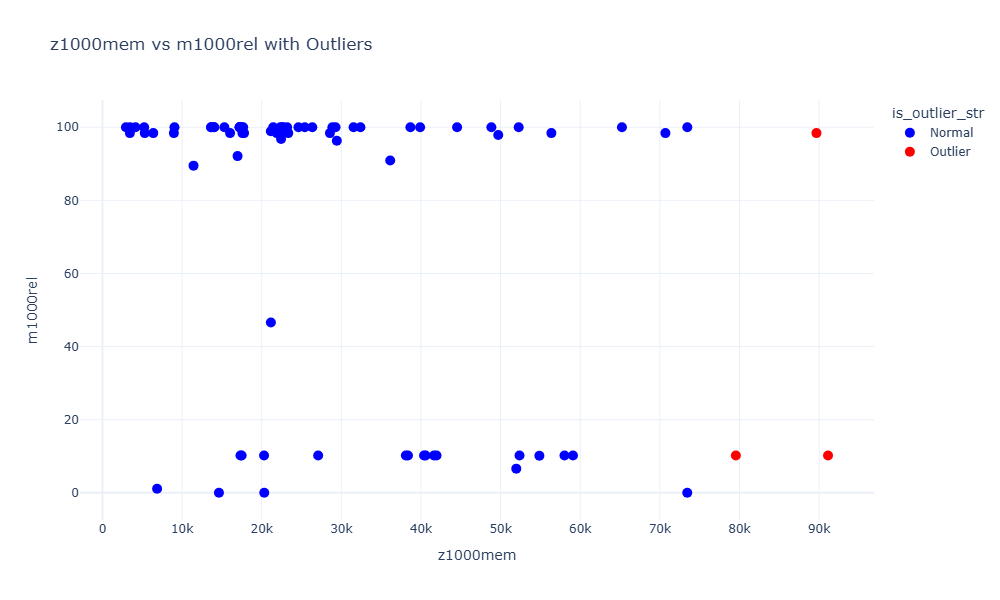 z1000mem vs m1000rel with Outliers
is_outlier_str
Normal
Outlier
m1000rel
100
80
60
40
20
0
0 10k 20k 30k 40k 50k 60k 70k 80k 90k
z1000mem